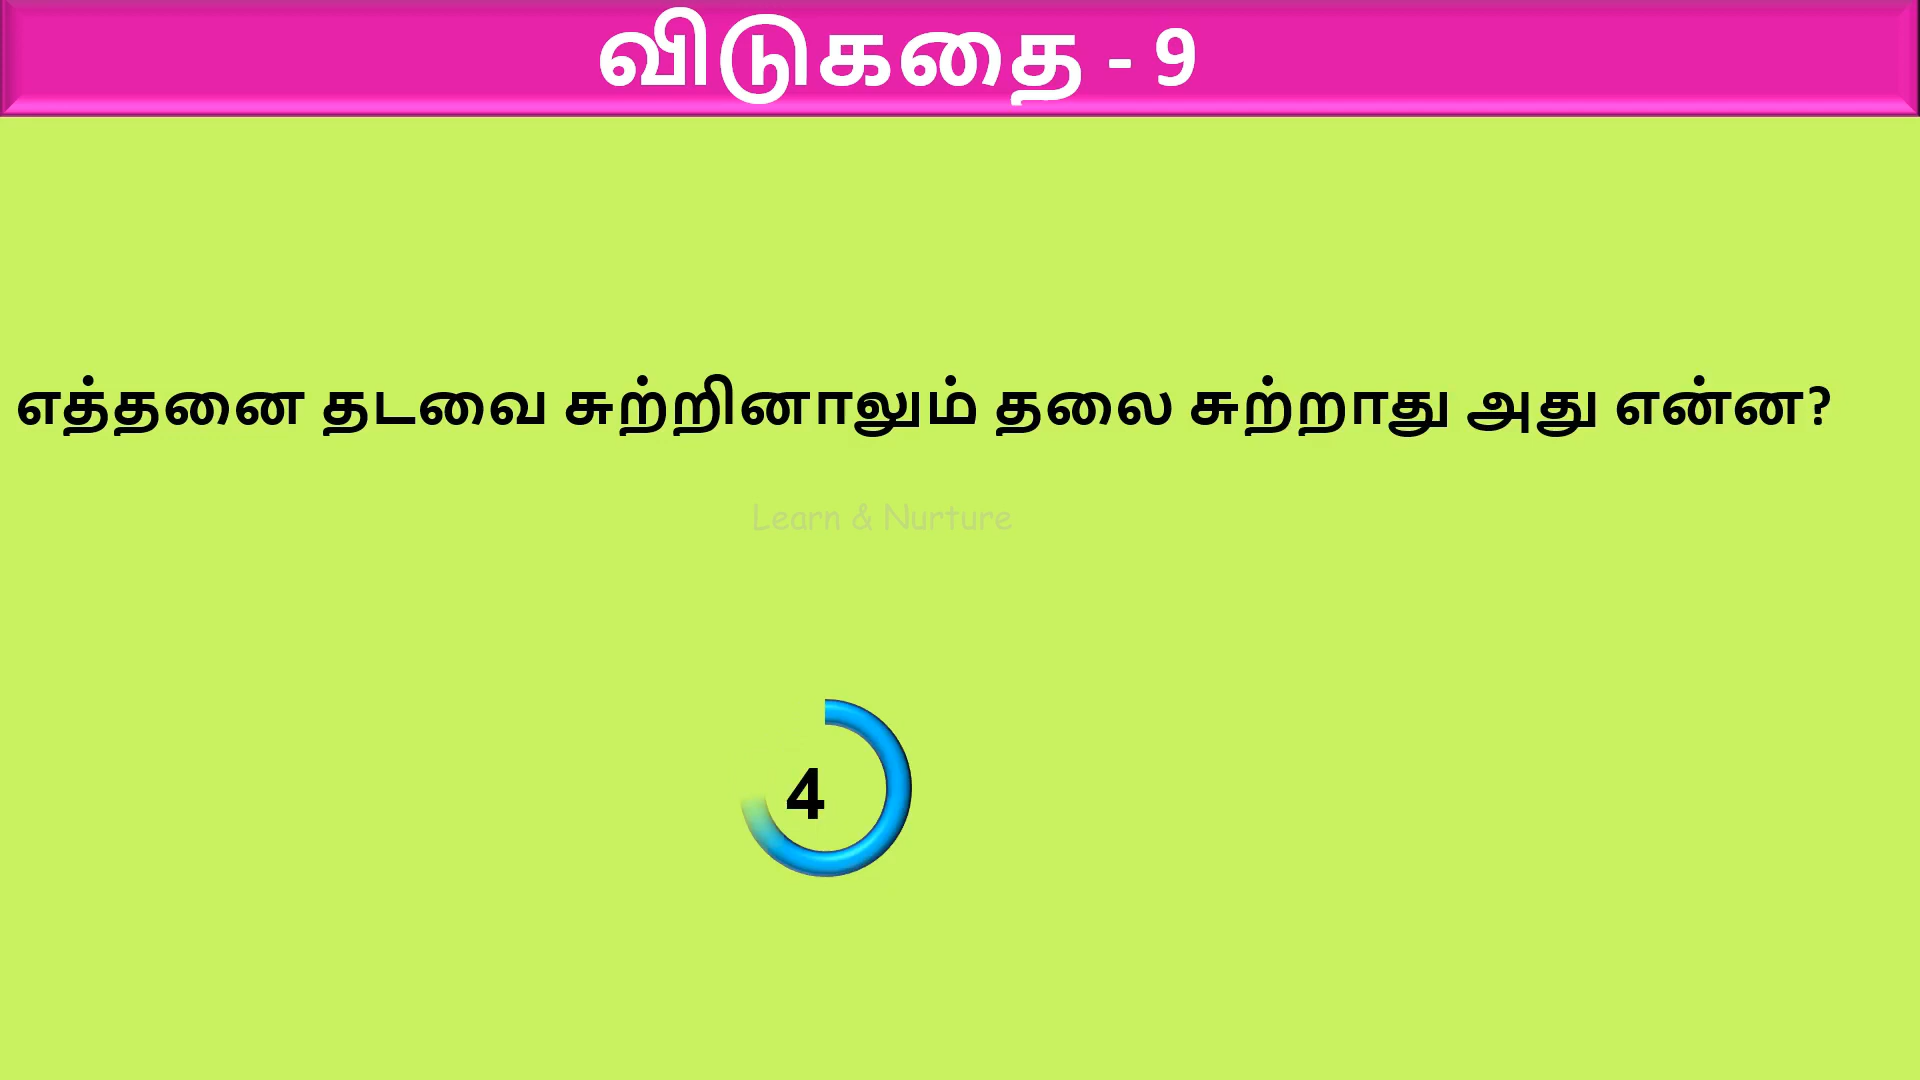 விடுகதை - 9
எத்தனை தடவை சுற்றினாலும் தலை சுற்றாது அது என்ன?
Learn & Nurture
4